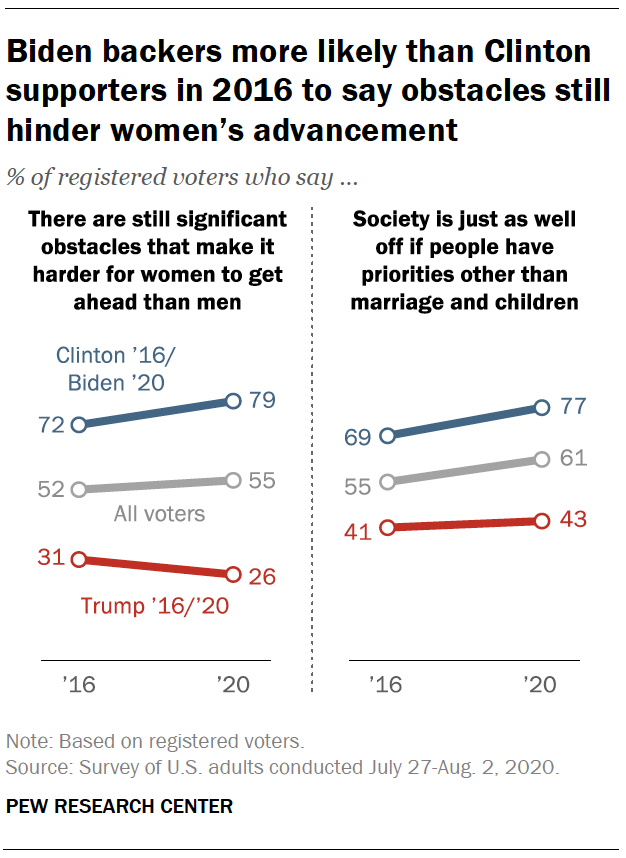 Biden backers more likely than Clinton
supporters in 2016 to say obstacles still
hinder women’s advancement
% of registered voters who say ...
There are still significant
obstacles that make it
harder for women to get
ahead than men
Clinton ’16/
Biden ’20
72
79
52
55
All voters
31
26
Trump ’16/’20
’16
’20
Society is just as well
off if people have
priorities other than
marriage and children
69
77
55
61
41
43
’16
’20
Note: Based on registered voters.
Source: Survey of U.S. adults conducted July 27-Aug. 2, 2020.
PEW RESEARCH CENTER